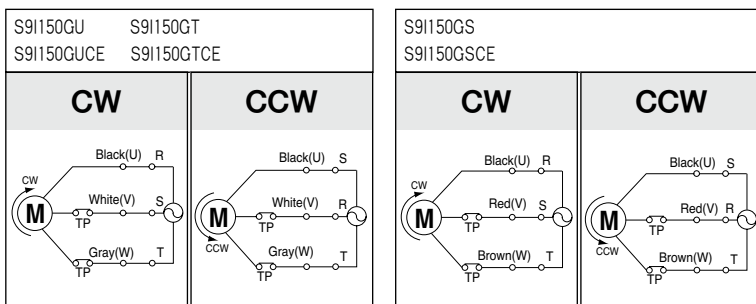 S9I150GU S9I150GT
S9I150GUCE S9I150GTCE
CW CCW
Black(U) R
CW
White(V) S
M
TP
Gray(W) T
TP
Black(U) S
White(V) R
M
TP
CCW
Gray(W) T
TP
S9I150GS
S9I150GSCE
CW CCW
Black(U) R
CW
Red(V) S
M
TP
Brown(W) T
TP
Black(U) S
Red(V) R
M
TP
CCW
Brown(W) T
TP